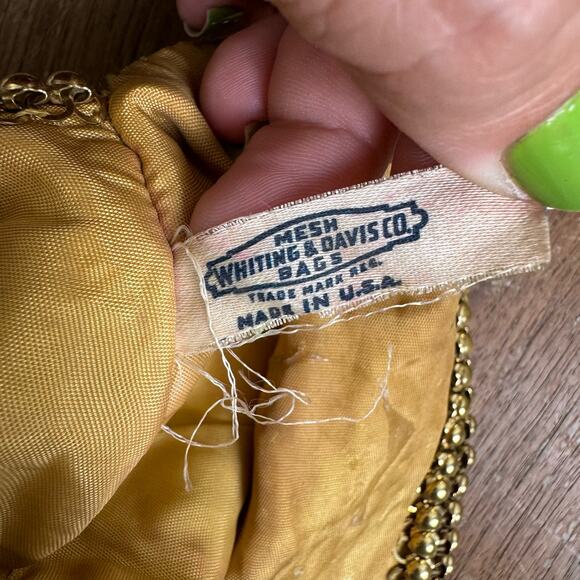 MESH
WHITING & DAVIS CO.
BAGS
TRADE MARK REG.
MADE IN U.S.A.